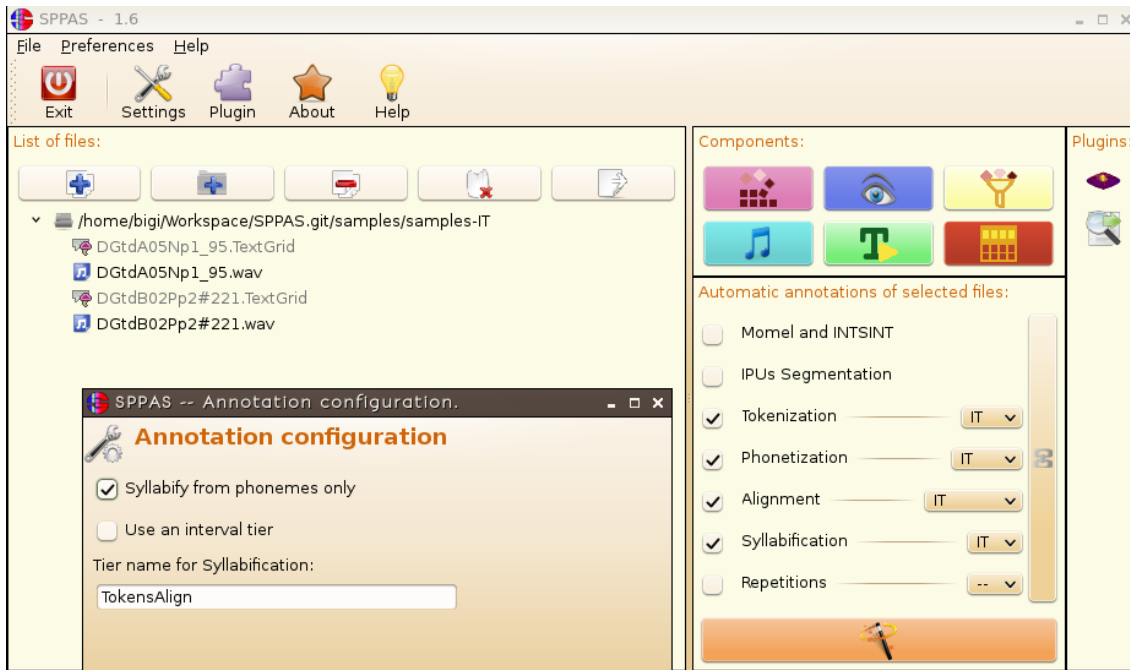 SPPAS - 1.6
File Preferences Help
Exit Settings Plugin About Help
List of files:
/home/bigi/Workspace/SPPAS.git/samples/samples-IT
DGtdA05Np1_95.TextGrid
DGtdA05Np1_95.wav
DGtdB02Pp2#221.TextGrid
DGtdB02Pp2#221.wav
SPPAS -- Annotation configuration.
Annotation configuration
Syllabify from phonemes only
Use an interval tier
Tier name for Syllabification:
TokensAlign
Components:
T
Automatic annotations of selected files:
Momel and INTSINT
IPUs Segmentation
Tokenization IT
Phonetization IT
Alignment IT
Syllabification IT
Repetitions --
Plugins: